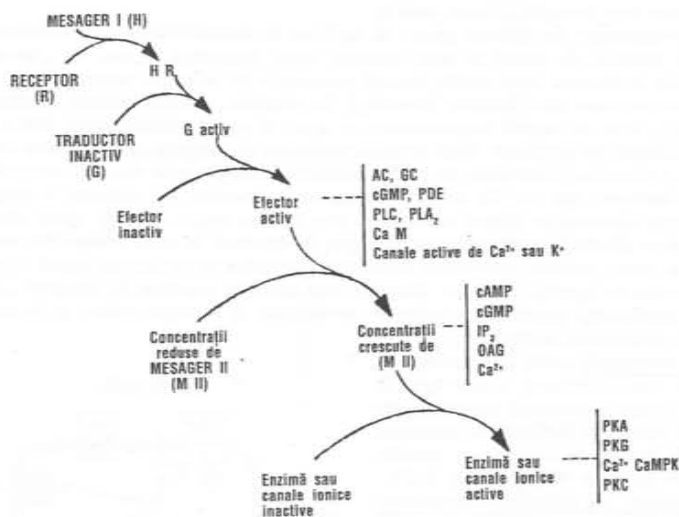 MESAGER I (H)
RECEPTOR
(R)
H R
TRADUCTOR
INACTIV
(G)
G activ
Efector
inactiv
Efector
activ
AC, GC
cGMP, PDE
PLC, PLA₂
Ca M
Canale active de Ca²⁺ sau K⁺
Concentrații
reduse de
MESAGER II
(M II)
Concentrații
crescute de
(M II)
cAMP
cGMP
IP₃
OAG
Ca²⁺
Enzimă sau
canale ionice
inactive
Enzimă sau
canale ionice
active
PKA
PKG
Ca²⁺ CaMPK
PKC